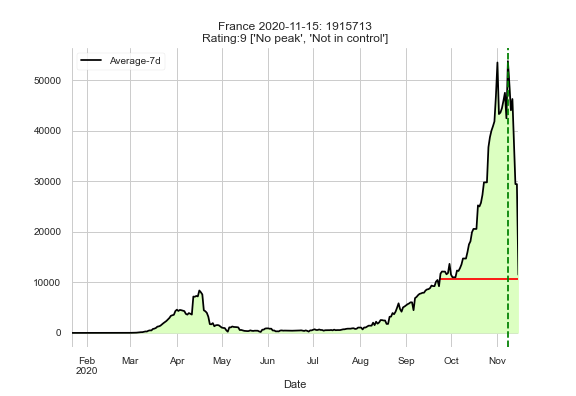 France 2020-11-15: 1915713
Rating:9 ['No peak', 'Not in control']
Average-7d
50000
40000
30000
20000
10000
0
Feb Mar Apr May Jun Jul Aug Sep Oct Nov
2020
Date